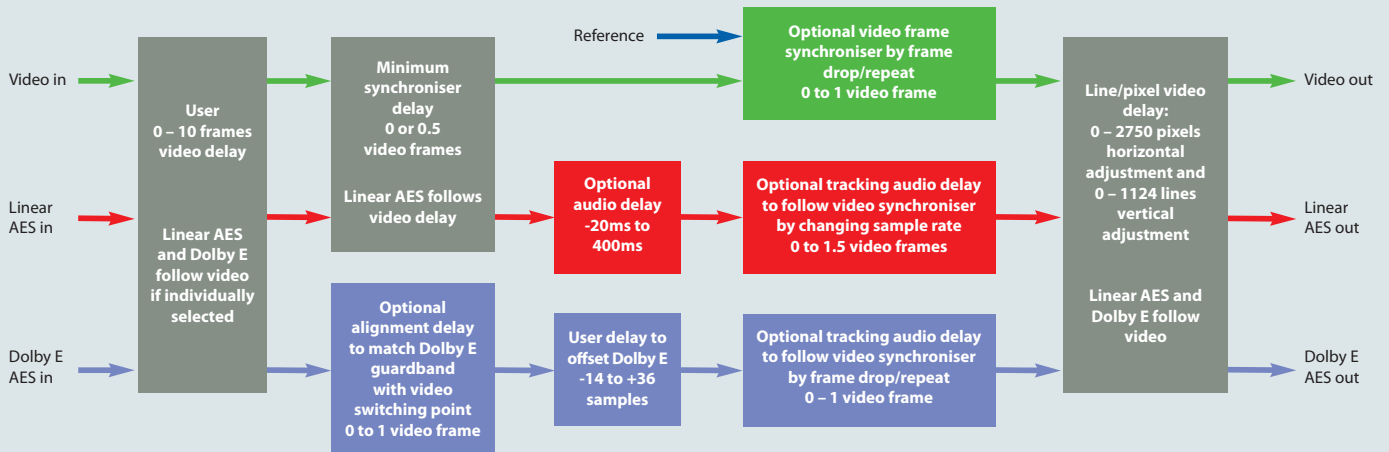 Video in
Linear
AES in
Dolby E
AES in
User
0 – 10 frames
video delay
Linear AES
and Dolby E
follow video
if individually
selected
Minimum
synchroniser
delay
0 or 0.5
video frames
Linear AES follows
video delay
Optional
alignment delay
to match Dolby E
guardband
with video
switching point
0 to 1 video frame
Optional
audio delay
-20ms to
400ms
User delay to
offset Dolby E
-14 to +36
samples
Reference
Optional video frame
synchroniser by frame
drop/repeat
0 to 1 video frame
Optional tracking audio delay
to follow video synchroniser
by changing sample rate
0 to 1.5 video frames
Optional tracking audio delay
to follow video synchroniser
by frame drop/repeat
0 – 1 video frame
Line/pixel video
delay:
0 – 2750 pixels
horizontal
adjustment and
0 – 1124 lines
vertical
adjustment
Linear AES and
Dolby E follow
video
Video out
Linear
AES out
Dolby E
AES out